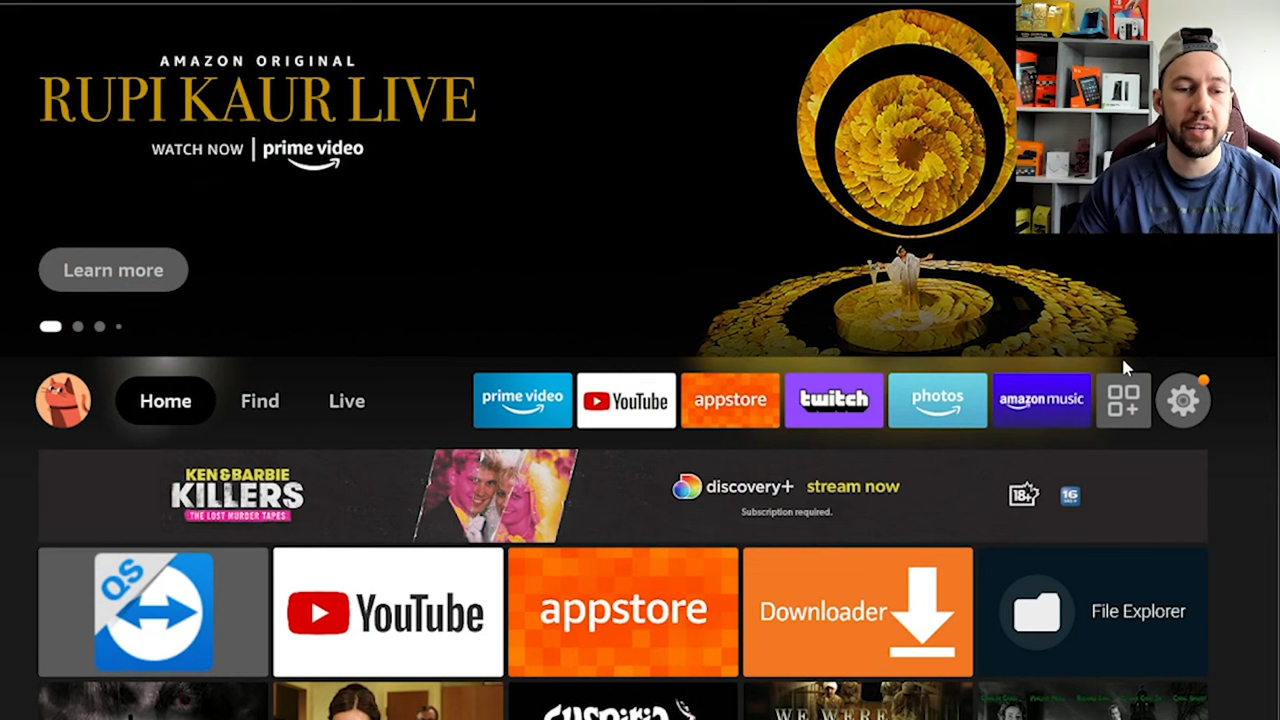 AMAZON ORIGINAL
RUPI KAUR LIVE
WATCH NOW | prime video
Learn more
Home
Find
Live
prime video
YouTube
appstore
twitch
photos
amazon music
KEN & BARBIE
KILLERS
THE LOST MURDER TAPES
discovery+ stream now
Subscription required.
18+
16
QS
YouTube
appstore
Downloader
File Explorer
WE WERE